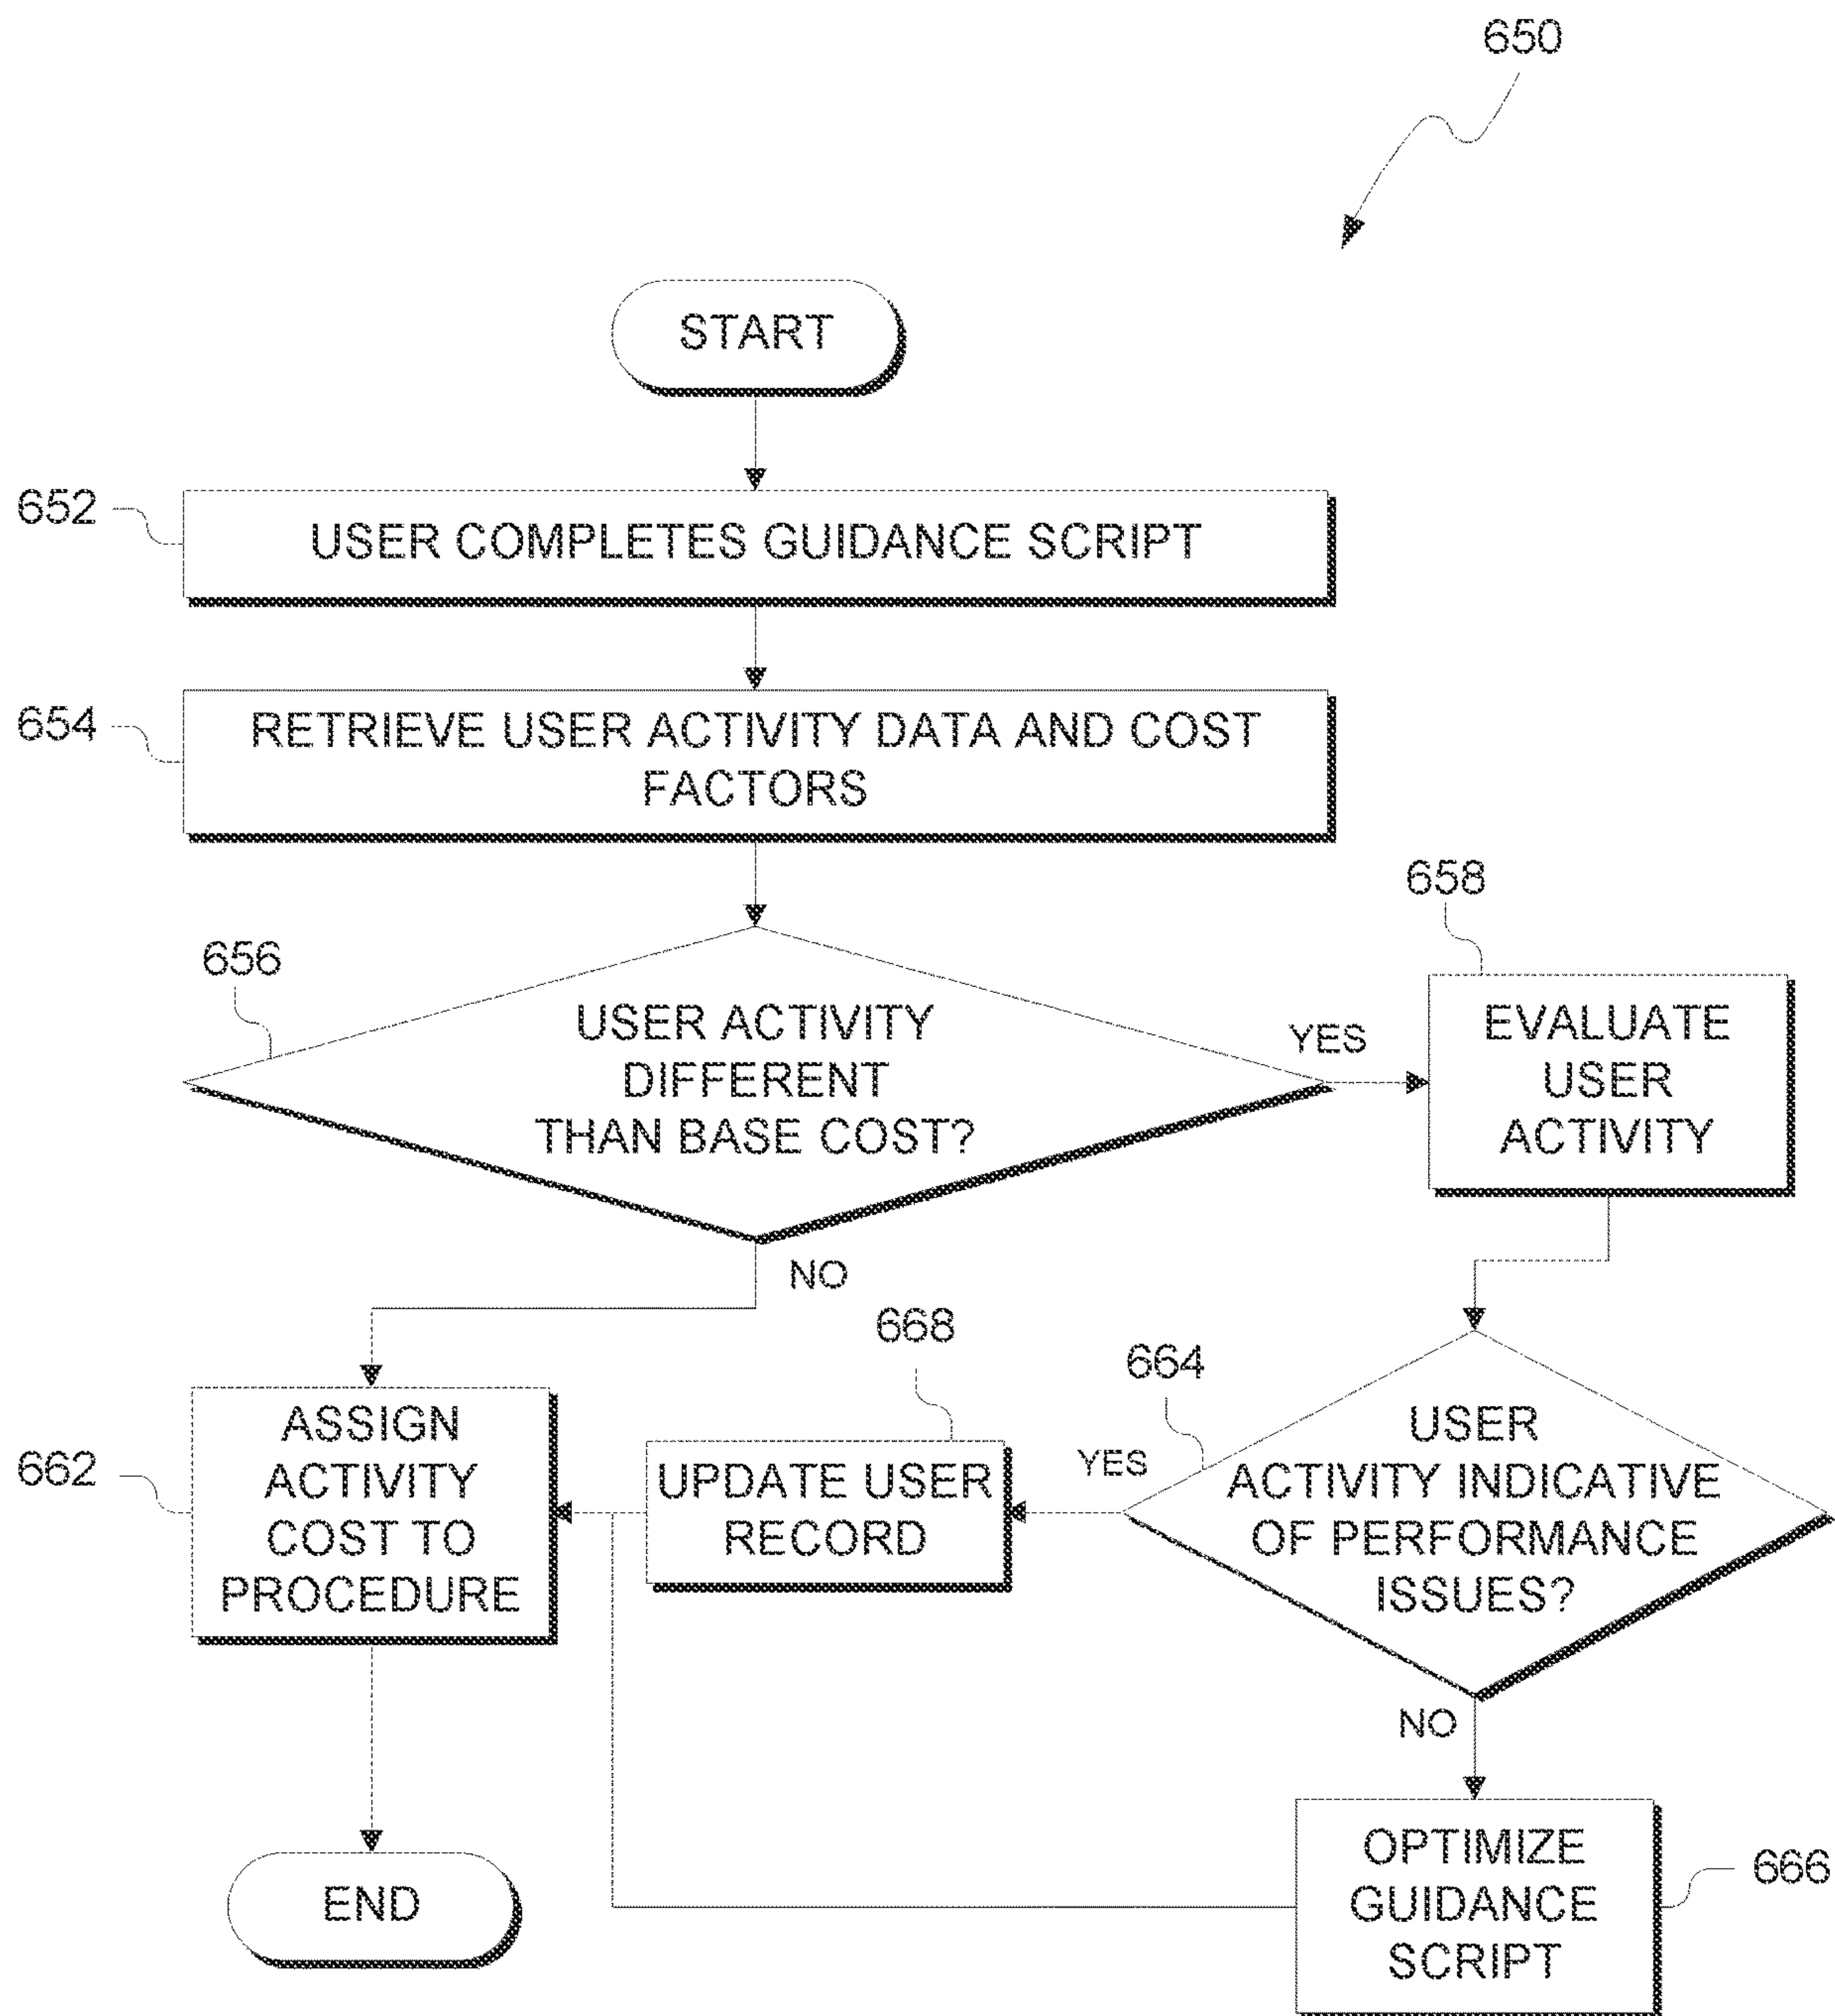 650
START
652
USER COMPLETES GUIDANCE SCRIPT
654
RETRIEVE USER ACTIVITY DATA AND COST
FACTORS
656
USER ACTIVITY
DIFFERENT
THAN BASE COST?
YES
NO
658
EVALUATE
USER
ACTIVITY
662
ASSIGN
ACTIVITY
COST TO
PROCEDURE
668
UPDATE USER
RECORD
664
YES
USER
ACTIVITY INDICATIVE
OF PERFORMANCE
ISSUES?
NO
END
OPTIMIZE
GUIDANCE
SCRIPT
666